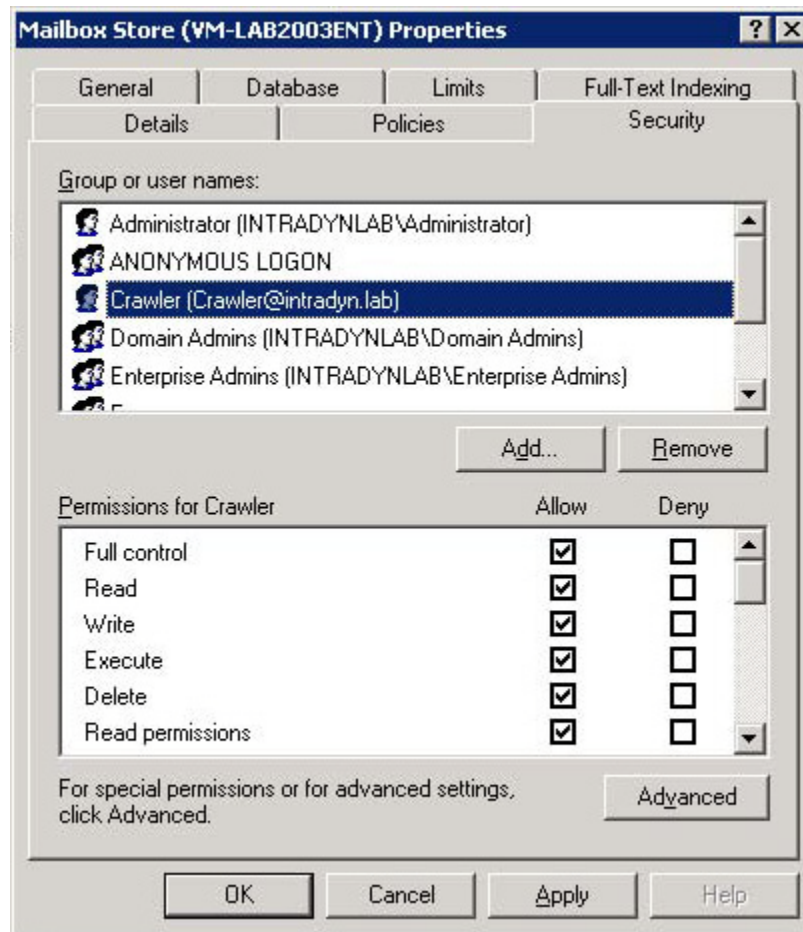 Mailbox Store (VM-LAB2003ENT) Properties
General Database Limits Full-Text Indexing
Details Policies Security
Group or user names:
Administrator (INTRADYNLAB\Administrator)
ANONYMOUS LOGON
Crawler (Crawler@intradyn.lab)
Domain Admins (INTRADYNLAB\Domain Admins)
Enterprise Admins (INTRADYNLAB\Enterprise Admins)
Add... Remove
Permissions for Crawler Allow Deny
Full control
Read
Write
Execute
Delete
Read permissions
For special permissions or for advanced settings,
click Advanced.
Advanced
OK Cancel Apply Help